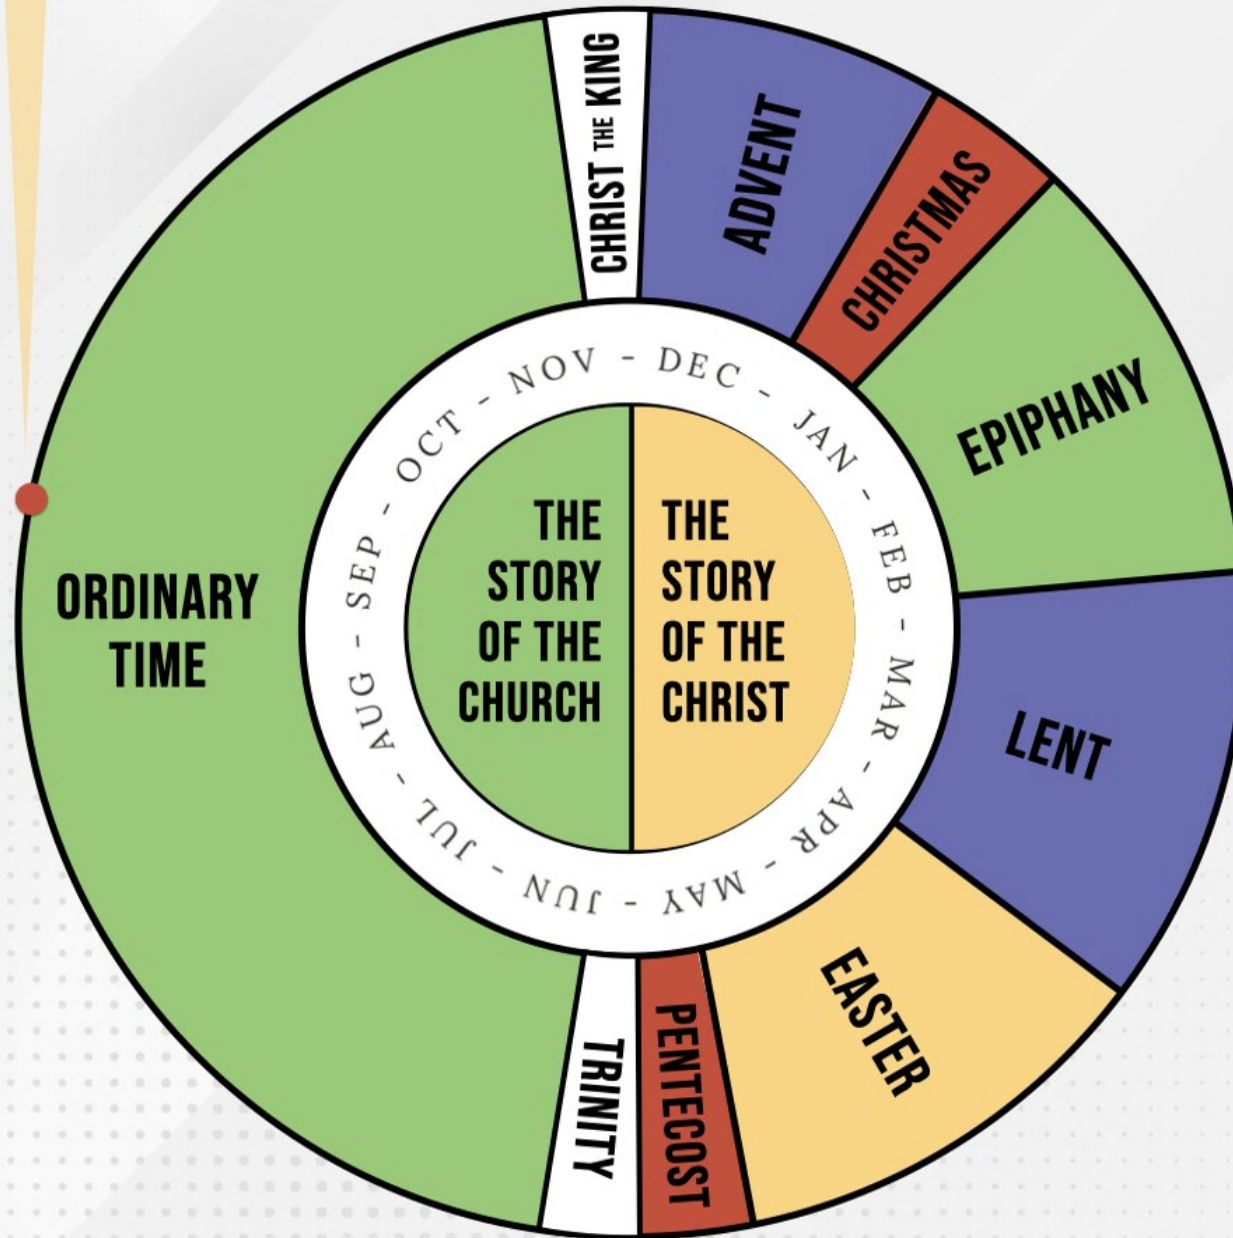 CHRIST THE KING
ADVENT
CHRISTMAS
EPIPHANY
LENT
EASTER
PENTECOST
TRINITY
ORDINARY
TIME
NOV - DEC - JAN - FEB - MAR - APR - MAY - JUN - JUL - AUG - SEP - OCT -
THE
STORY
OF THE
CHURCH
THE
STORY
OF THE
CHRIST